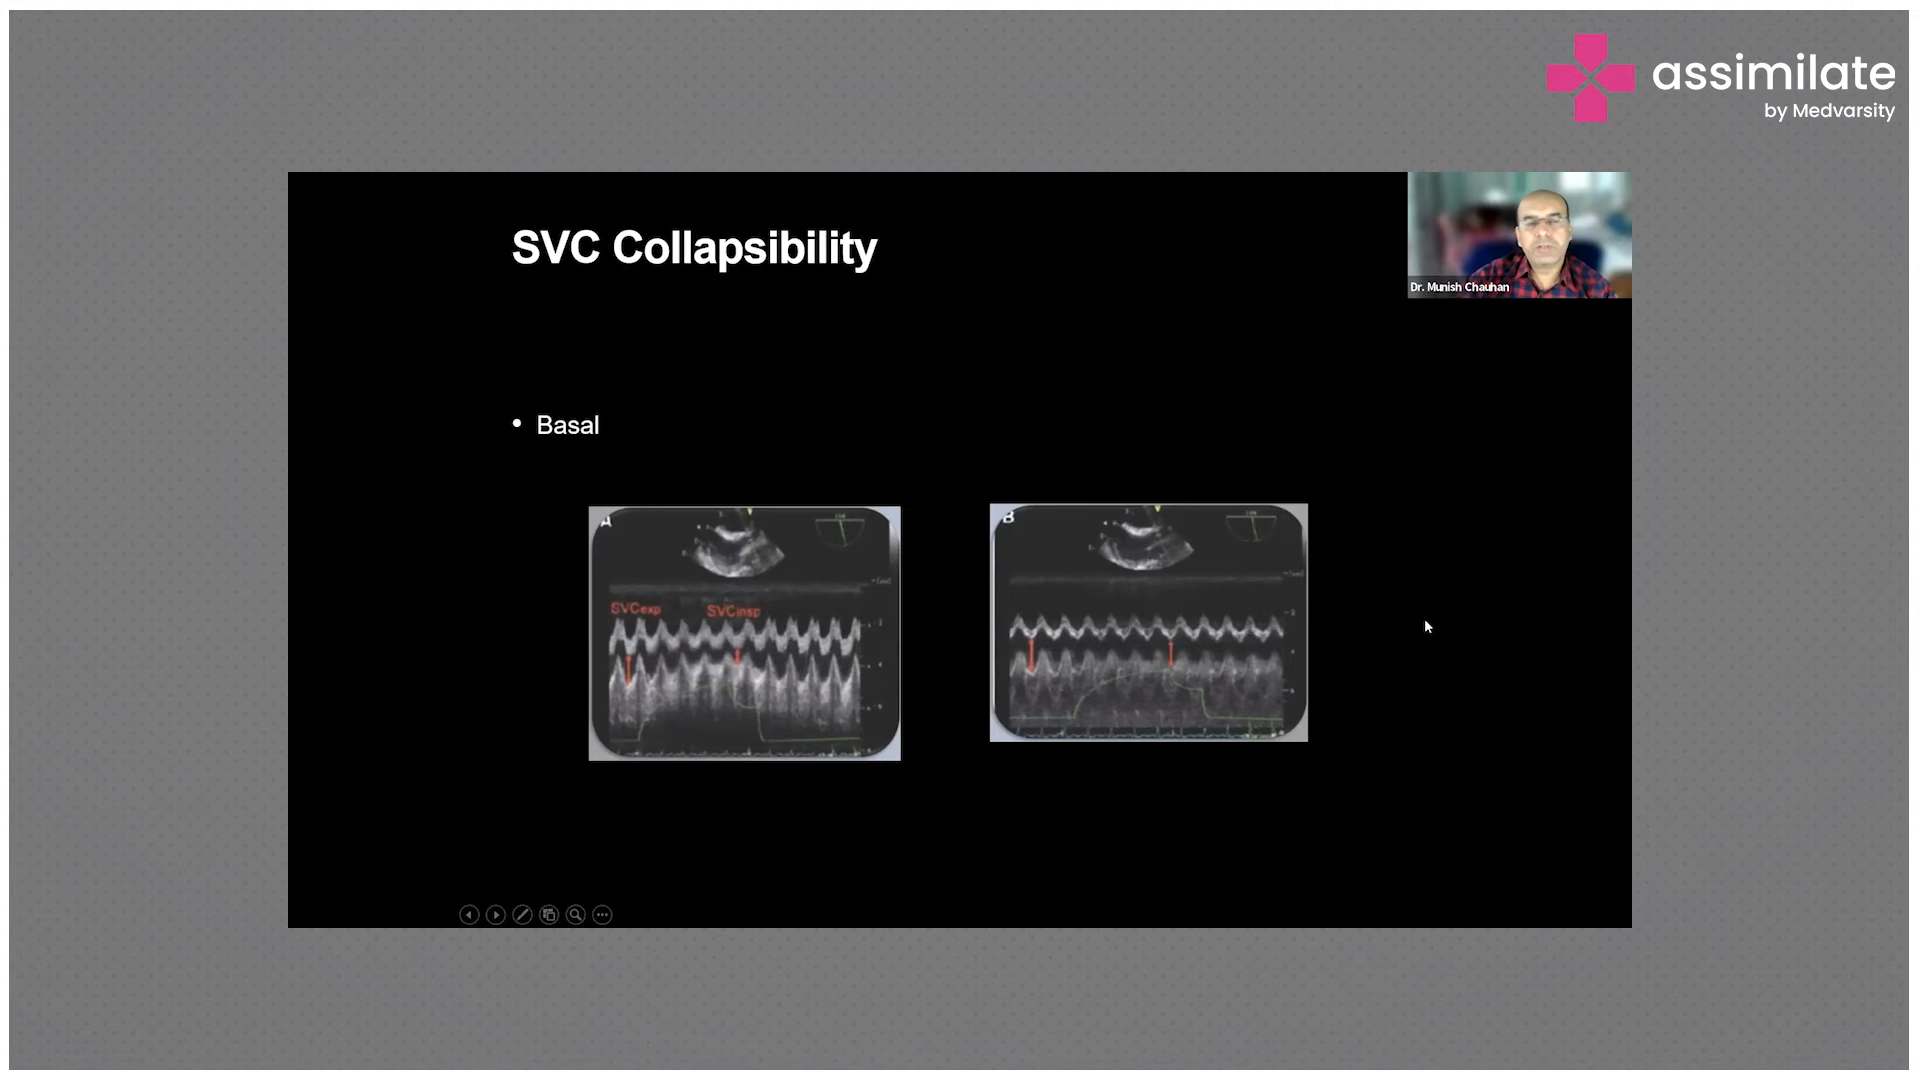 assimilate
by Medvarsity
SVC Collapsibility
Dr. Munish Chauhan
• Basal
A
SVCexp
SVCinsp
B